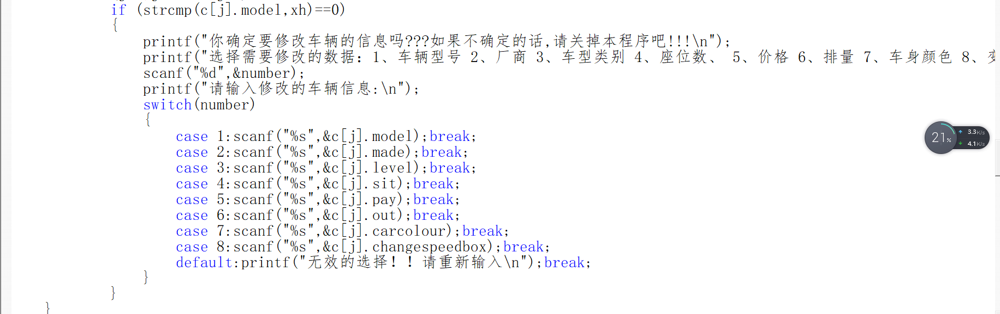 if (strcmp(c[j].model,xh)==0)
{
printf("你确定要修改车辆的信息吗???如果不确定的话,请关掉本程序吧!!!\n");
printf("选择需要修改的数据：1、车辆型号 2、厂商 3、车型类别 4、座位数、 5、价格 6、排量 7、车身颜色 8、变
scanf("%d",&number);
printf("请输入修改的车辆信息:\n");
switch(number)
{
case 1:scanf("%s",&c[j].model);break;
case 2:scanf("%s",&c[j].made);break;
case 3:scanf("%s",&c[j].level);break;
case 4:scanf("%s",&c[j].sit);break;
case 5:scanf("%s",&c[j].pay);break;
case 6:scanf("%s",&c[j].out);break;
case 7:scanf("%s",&c[j].carcolour);break;
case 8:scanf("%s",&c[j].changespeedbox);break;
default:printf("无效的选择！！请重新输入\n");break;
}
}
}
21%
3.3K/s
4.1K/s